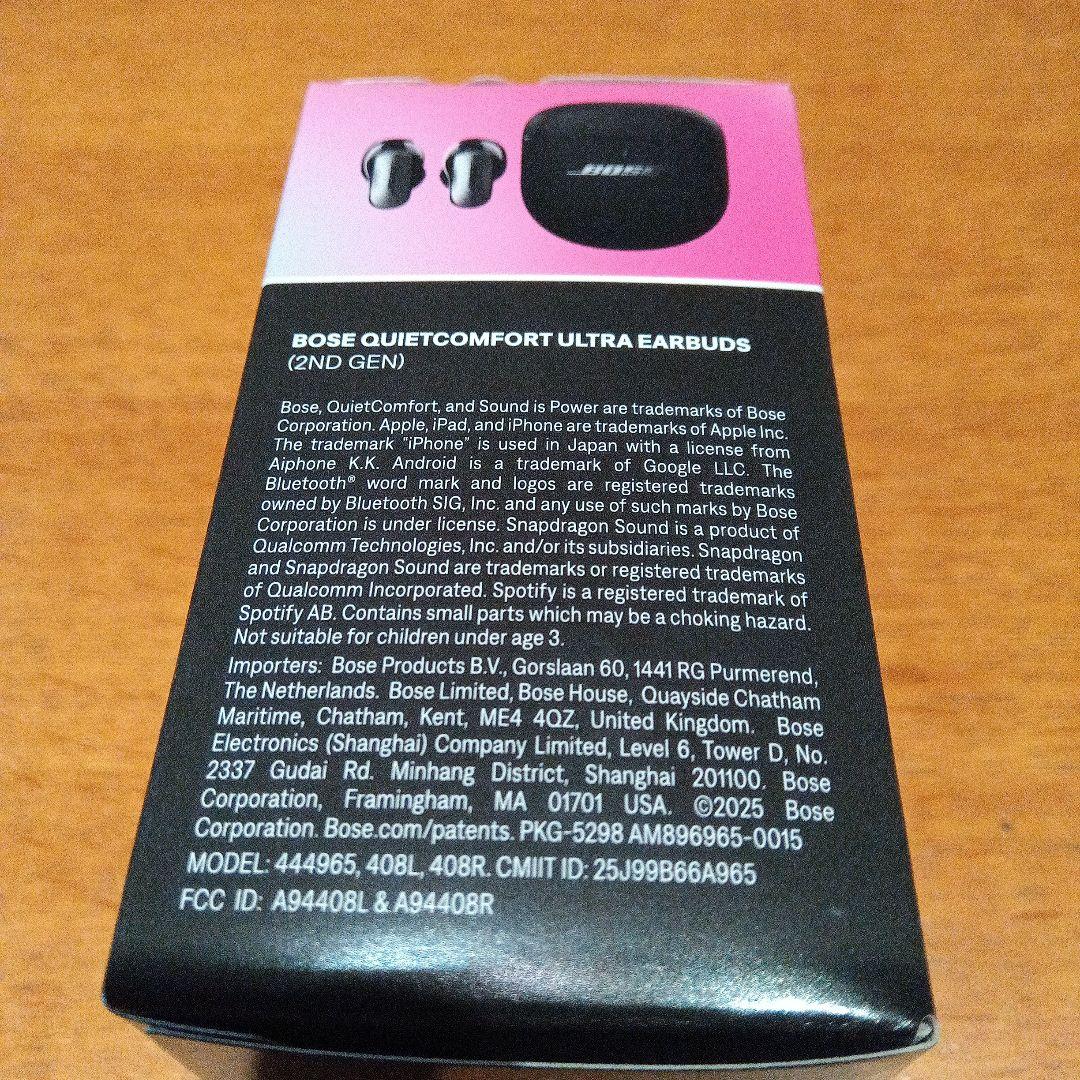 BOSE
BOSE QUIETCOMFORT ULTRA EARBUDS
(2ND GEN)
Bose, QuietComfort, and Sound is Power are trademarks of Bose
Corporation. Apple, iPad, and iPhone are trademarks of Apple Inc.
The trademark "iPhone" is used in Japan with a license from
Aiphone K.K. Android is a trademark of Google LLC. The
Bluetooth® word mark and logos are registered trademarks
owned by Bluetooth SIG, Inc. and any use of such marks by Bose
Corporation is under license. Snapdragon Sound is a product of
Qualcomm Technologies, Inc. and/or its subsidiaries. Snapdragon
and Snapdragon Sound are trademarks or registered trademarks
of Qualcomm Incorporated. Spotify is a registered trademark of
Spotify AB. Contains small parts which may be a choking hazard.
Not suitable for children under age 3.
Importers: Bose Products B.V., Gorslaan 60, 1441 RG Purmerend,
The Netherlands. Bose Limited, Bose House, Quayside Chatham
Maritime, Chatham, Kent, ME4 4QZ, United Kingdom. Bose
Electronics (Shanghai) Company Limited, Level 6, Tower D, No.
2337 Gudai Rd. Minhang District, Shanghai 201100. Bose
Corporation, Framingham, MA 01701 USA. ©2025 Bose
Corporation. Bose.com/patents. PKG-5298 AM896965-0015
MODEL: 444965, 408L, 408R. CMIIT ID: 25J99B66A965
FCC ID: A94408L & A94408R